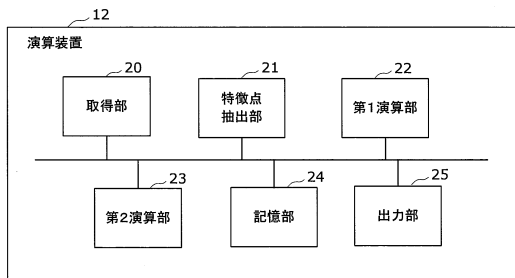 12
演算装置
20
取得部
21
特徴点
抽出部
22
第1演算部
23
第2演算部
24
記憶部
25
出力部